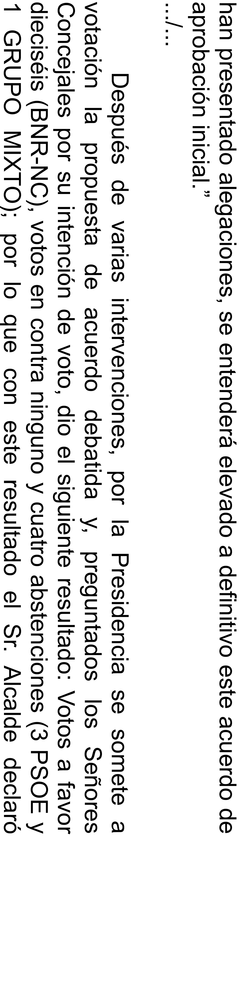 han presentado alegaciones, se entenderá elevado a definitivo este acuerdo de
aprobación inicial.”
.../...
Después de varias intervenciones, por la Presidencia se somete a
votación la propuesta de acuerdo debatida y, preguntados los Señores
Concejales por su intención de voto, dio el siguiente resultado: Votos a favor
dieciséis (BNR-NC), votos en contra ninguno y cuatro abstenciones (3 PSOE y
1 GRUPO MIXTO); por lo que con este resultado el Sr. Alcalde declaró